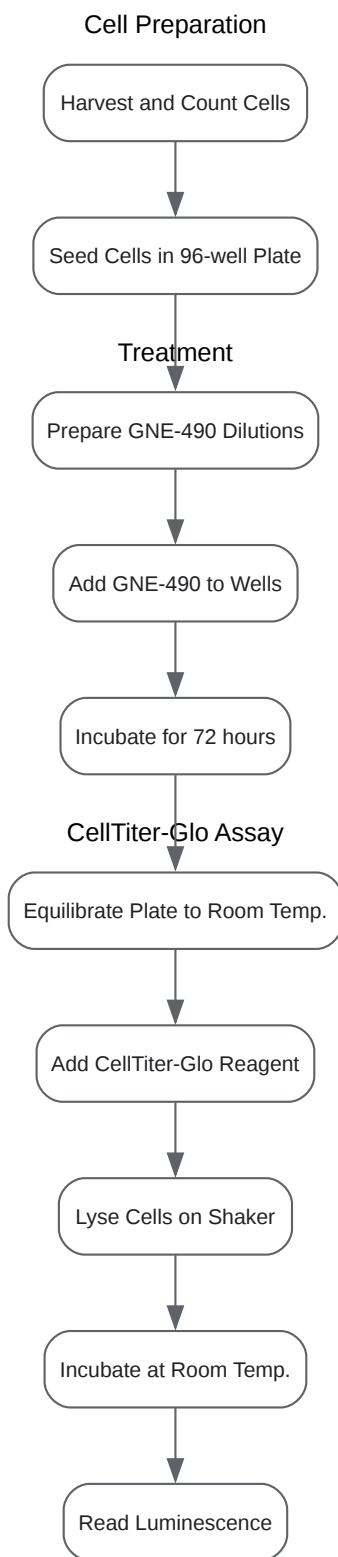 Cell Preparation
Harvest and Count Cells
Seed Cells in 96-well Plate
Treatment
Prepare GNE-490 Dilutions
Add GNE-490 to Wells
Incubate for 72 hours
CellTiter-Glo Assay
Equilibrate Plate to Room Temp.
Add CellTiter-Glo Reagent
Lyse Cells on Shaker
Incubate at Room Temp.
Read Luminescence